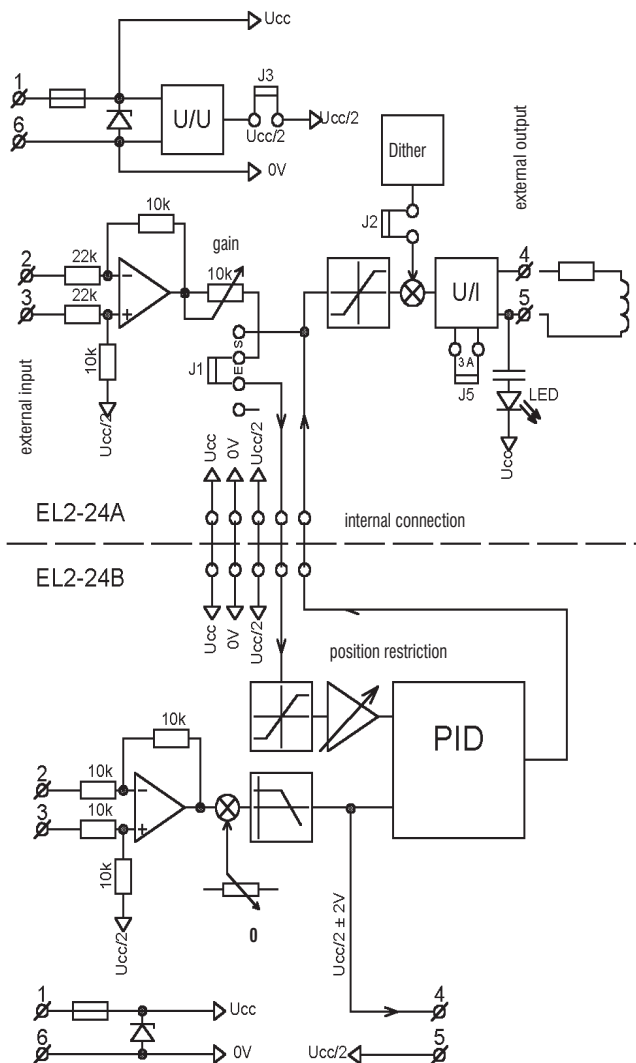 Ucc
1
J3
U/U
Ucc/2
Ucc/2
6
0V
Dither
external output
10k
gain
J2
2
22k
10k
4
3
22k
U/I
5
S
J1
E
10k
3A
J5
LED
external input
Ucc/2
Ucc
0V
Ucc/2
Ucc
EL2-24A
internal connection
EL2-24B
Ucc
0V
Ucc/2
position restriction
10k
PID
2
10k
3
10k
10k
Ucc/2
0
Ucc/2 ± 2V
1
Ucc
4
6
0V
Ucc/2
5